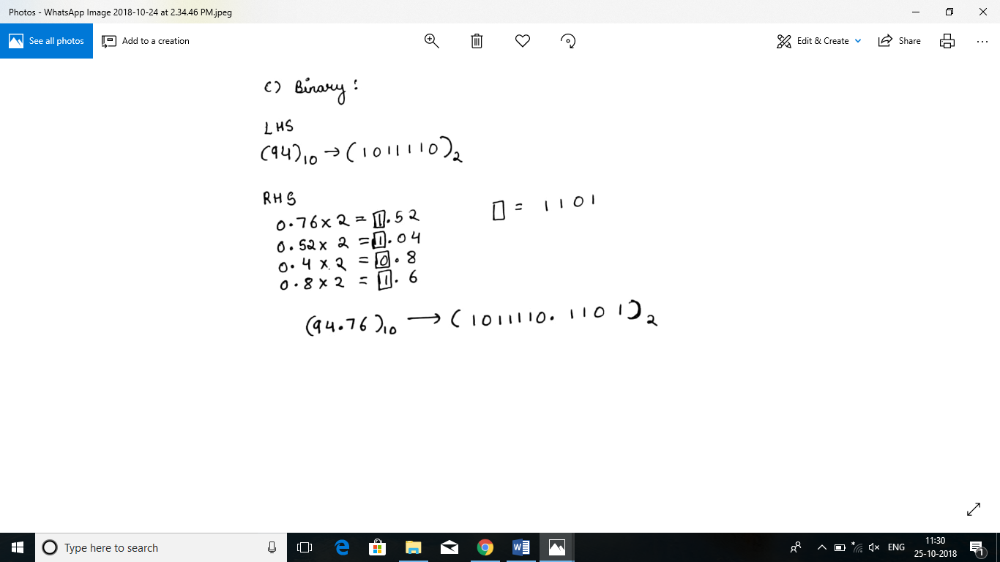 Photos - WhatsApp Image 2018-10-24 at 2.34.46 PM.jpeg
See all photos
Add to a creation
Edit & Create
Share
C) Binary:
LHS
(94)₁₀ → (1011110)₂
RHS
0.76 x 2 = 1.52
0.52 x 2 = 1.04
0.4 x 2 = 0.8
0.8 x 2 = 1.6
▯ = 1101
(94.76)₁₀ → (1011110.1101)₂
Type here to search
ENG
11:30
25-10-2018
1